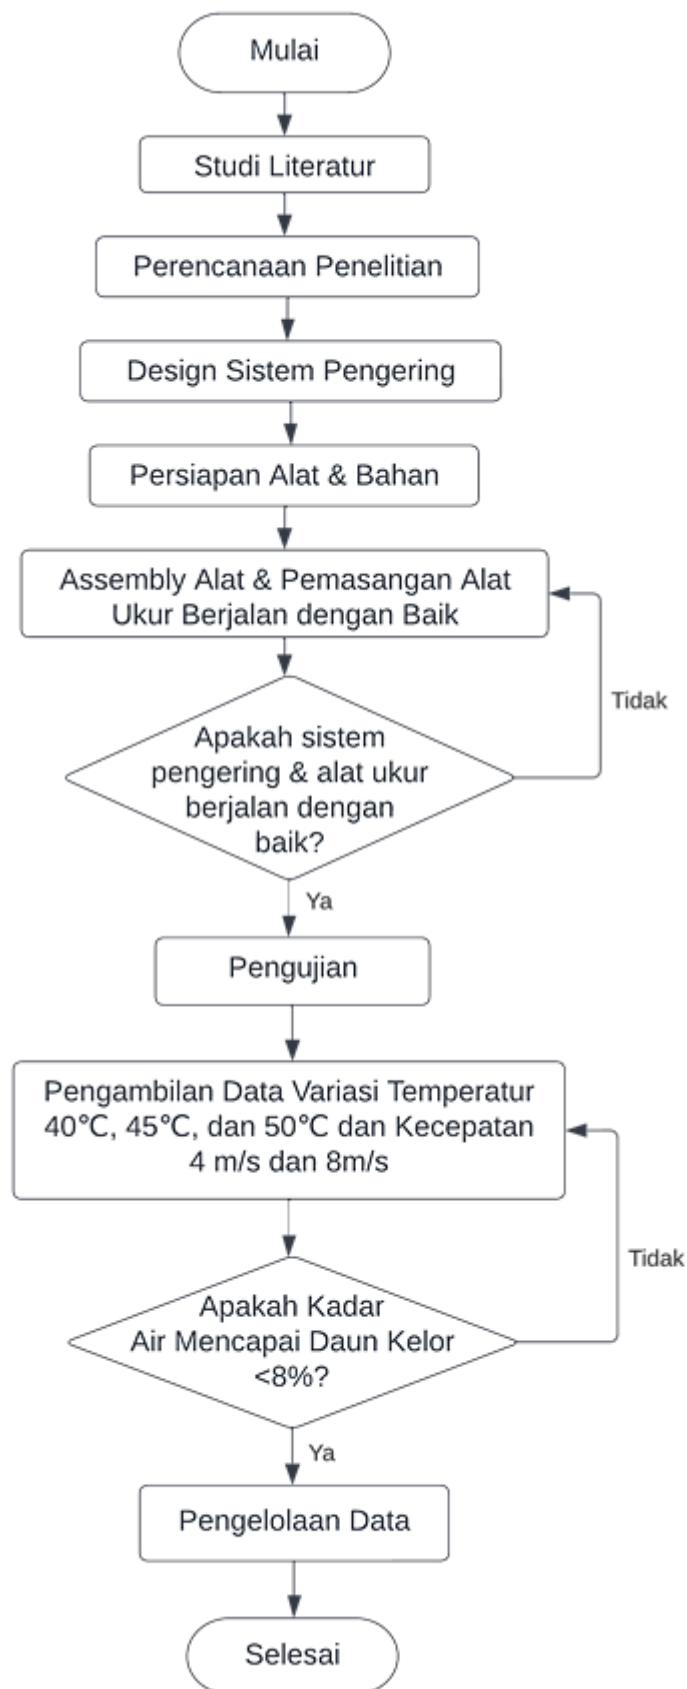 Mulai
Studi Literatur
Perencanaan Penelitian
Design Sistem Pengering
Persiapan Alat & Bahan
Assembly Alat & Pemasangan Alat
Ukur Berjalan dengan Baik
Tidak
Apakah sistem
pengering & alat ukur
berjalan dengan
baik?
Ya
Pengujian
Pengambilan Data Variasi Temperatur
40℃, 45℃, dan 50℃ dan Kecepatan
4 m/s dan 8m/s
Tidak
Apakah Kadar
Air Mencapai Daun Kelor
<8%?
Ya
Pengelolaan Data
Selesai